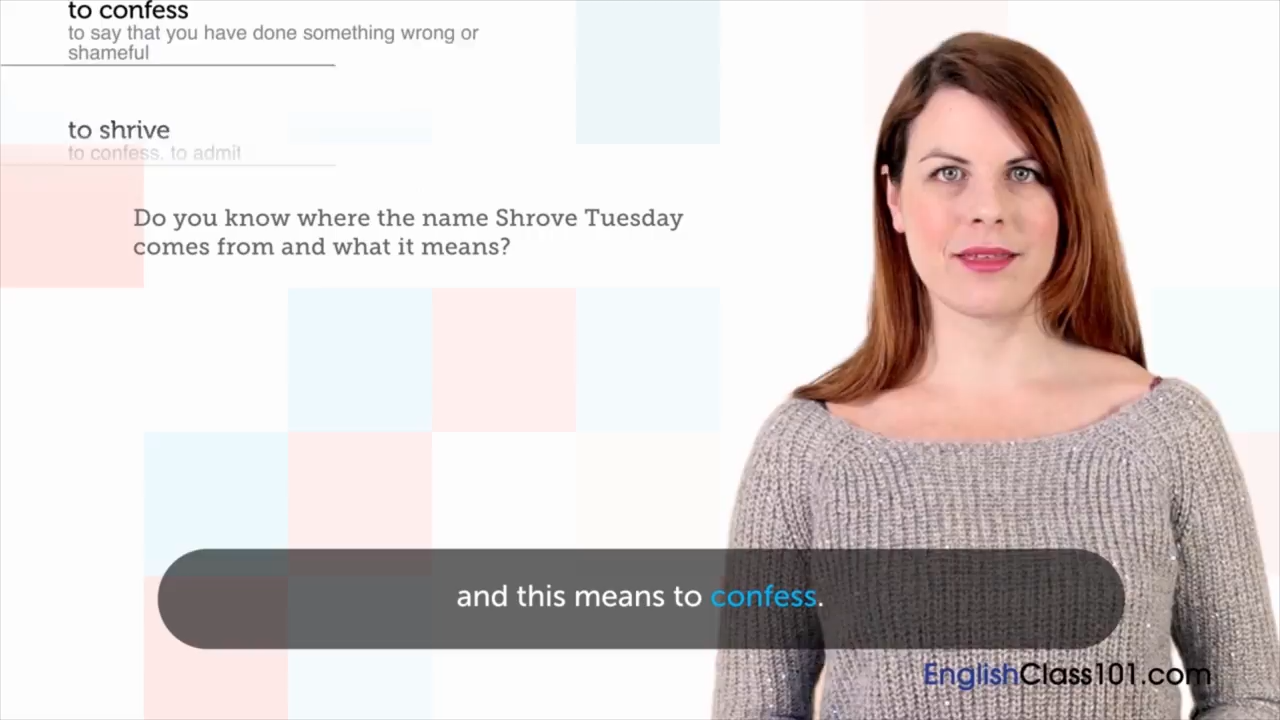 to confess
to say that you have done something wrong or
shameful
to shrive
to confess, to admit
Do you know where the name Shrove Tuesday
comes from and what it means?
and this means to confess.
EnglishClass101.com